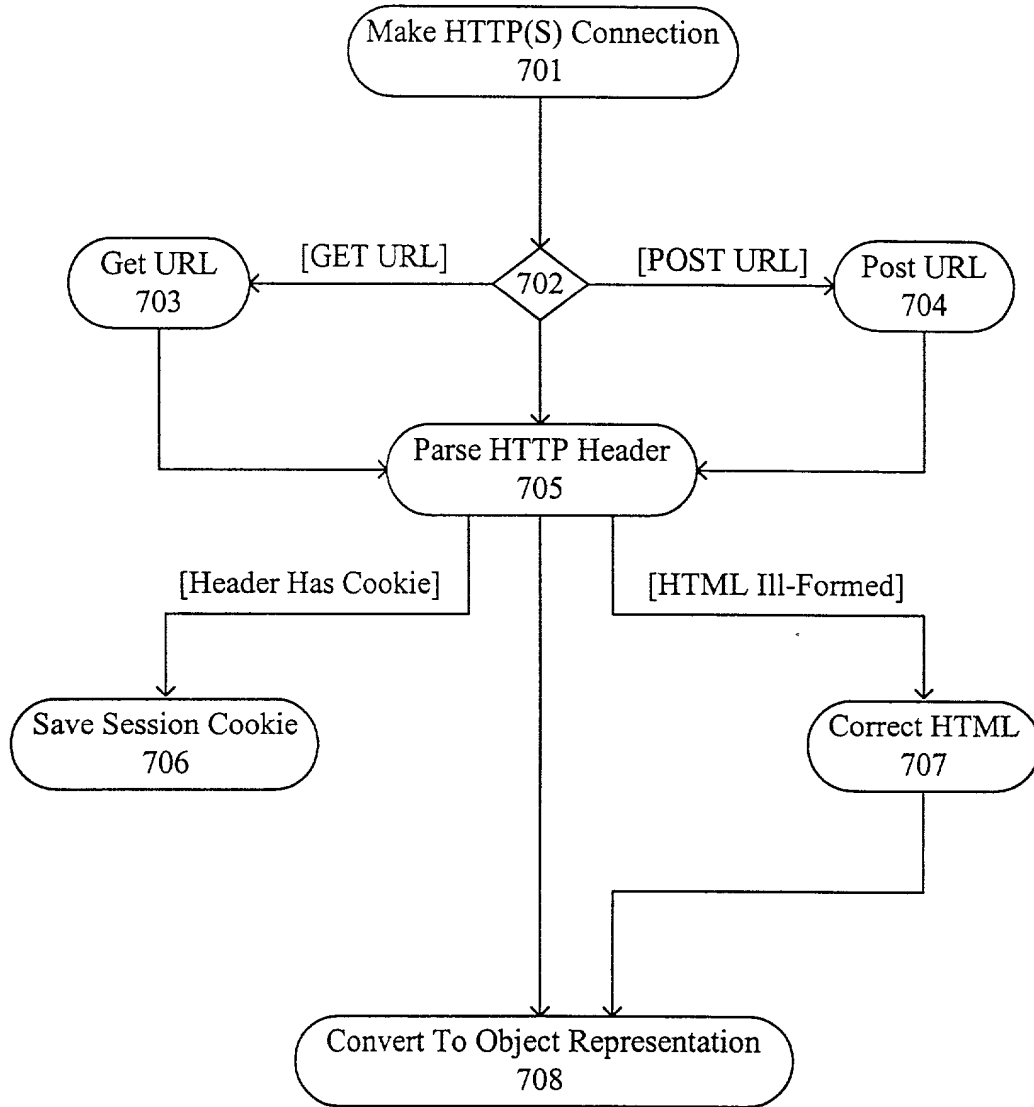 Make HTTP(S) Connection
701
Get URL
703
[GET URL]
702
[POST URL]
Post URL
704
Parse HTTP Header
705
[Header Has Cookie]
[HTML Ill-Formed]
Save Session Cookie
706
Correct HTML
707
Convert To Object Representation
708